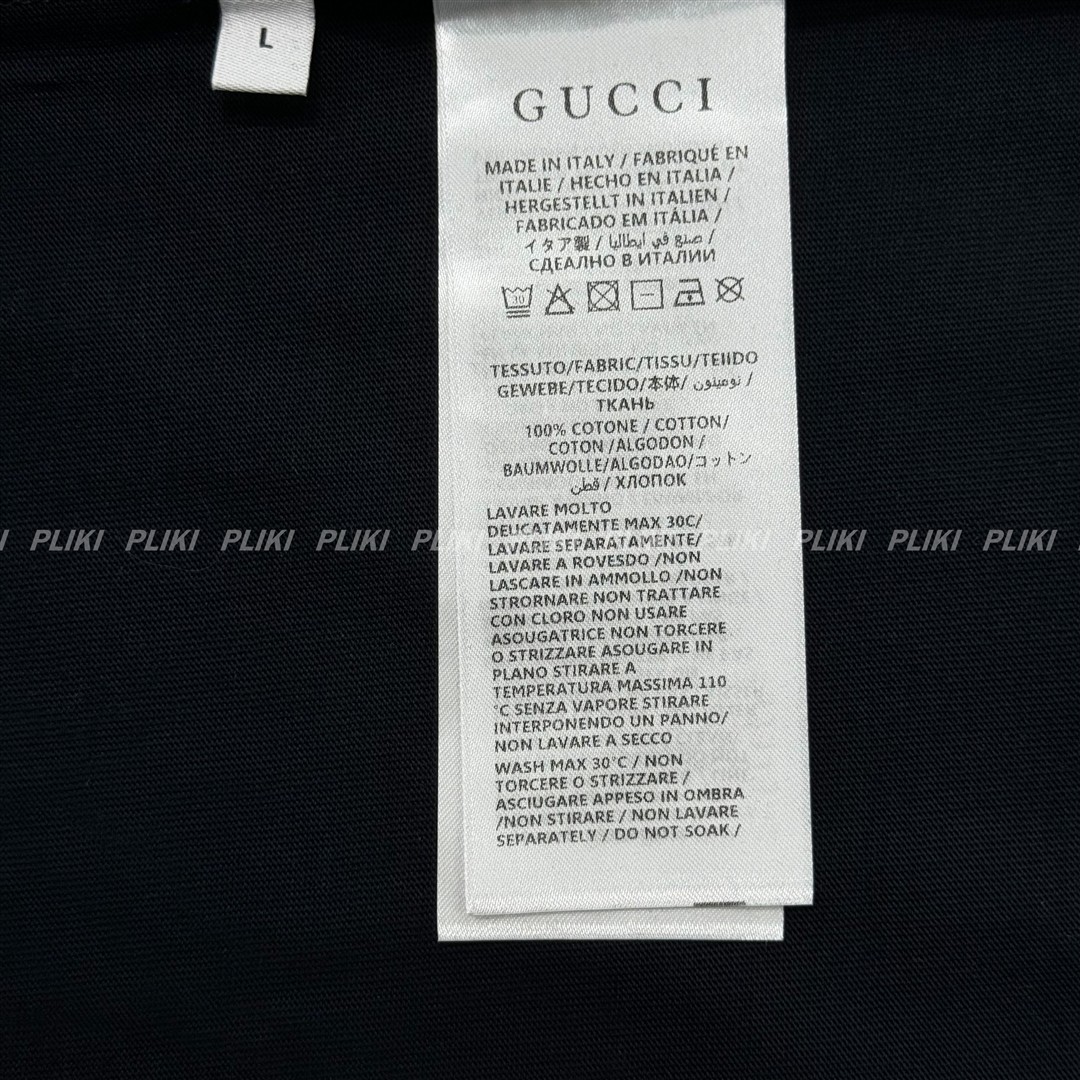 L
GUCCI
MADE IN ITALY / FABRIQUÉ EN
ITALIE / HECHO EN ITALIA /
HERGESTELLT IN ITALIEN /
FABRICADO EM ITÁLIA /
イタア製 / صنع في ايطاليا /
CДЕАЛНО В ИТАЛИИ
30
TESSUTO/FABRIC/TISSU/TEIIDO
GEWEBE/TECIDO/本体/ نومينون /
ТКАНЬ
100% COTONE / COTTON/
COTON /ALGODON /
BAUMWOLLE/ALGODAO/コットン
قطن / ХЛОПОК
LAVARE MOLTO
DEUCATAMENTE MAX 30C/
LAVARE SEPARATAMENTE/
LAVARE A ROVESDO /NON
LASCARE IN AMMOLLO /NON
STRORNARE NON TRATTARE
CON CLORO NON USARE
ASOUGATRICE NON TORCERE
O STRIZZARE ASOUGARE IN
PLANO STIRARE A
TEMPERATURA MASSIMA 110
°C SENZA VAPORE STIRARE
INTERPONENDO UN PANNO/
NON LAVARE A SECCO
WASH MAX 30°C / NON
TORCERE O STRIZZARE /
ASCIUGARE APPESO IN OMBRA
/NON STIRARE / NON LAVARE
SEPARATELY / DO NOT SOAK /
PLIKI PLIKI PLIKI PLIKI PLIKI PLIKI PLIKI